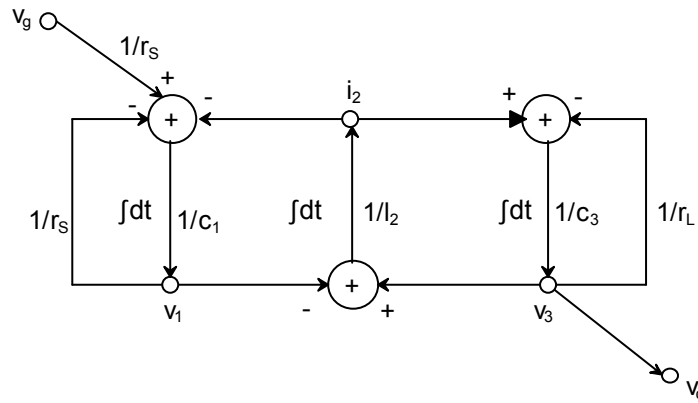 v_g
1/r_S
+
- + - i_2 + + -
1/r_S ∫dt 1/c_1 ∫dt 1/l_2 ∫dt 1/c_3 1/r_L
+
v_1 - + v_3